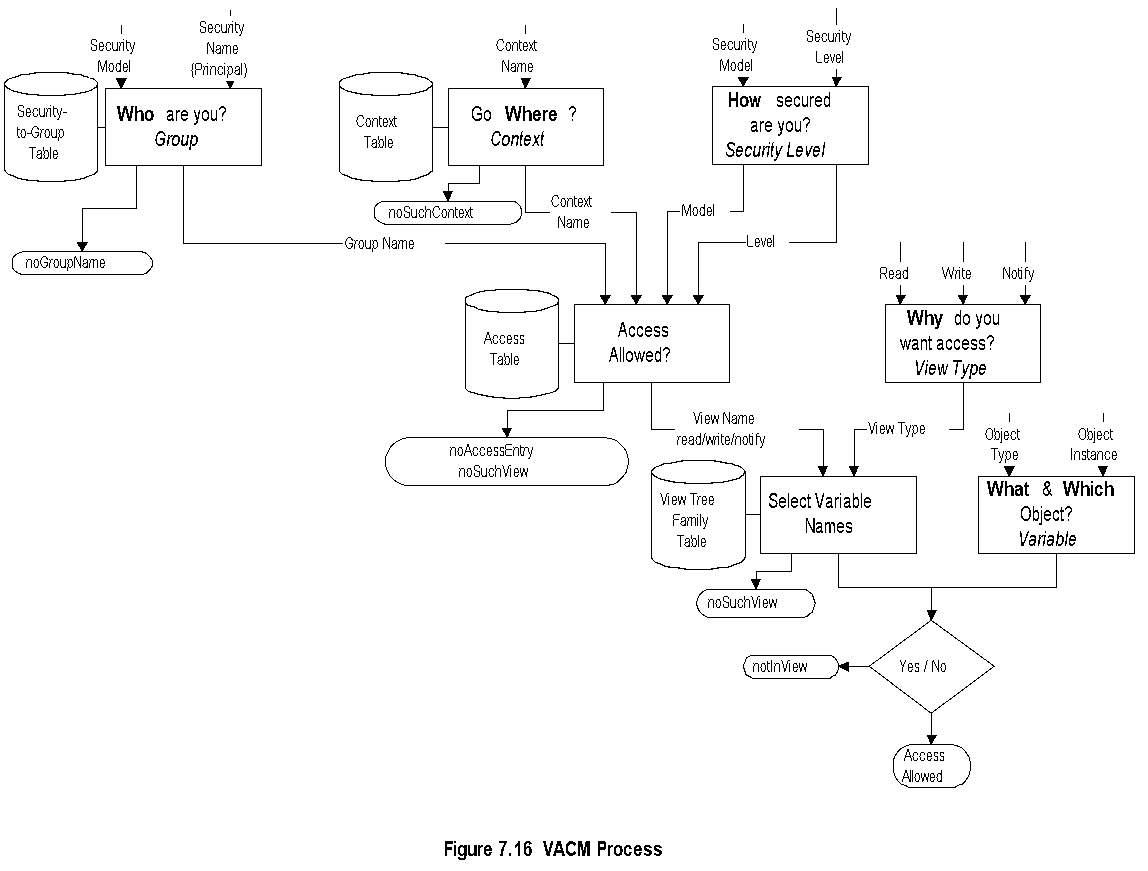 Security
Model
Security
Name
{Principal}
Security-
to-Group
Table
Who are you?
Group
noGroupName
Context
Name
Context
Table
Go Where ?
Context
noSuchContext
Context
Name
Group Name
Security
Model
Security
Level
How secured
are you?
Security Level
Model
Level
Access
Table
Access
Allowed?
noAccessEntry
noSuchView
Read
Write
Notify
Why do you
want access?
View Type
View Name
read/write/notify
View Type
Object
Type
Object
Instance
View Tree
Family
Table
Select Variable
Names
What & Which
Object?
Variable
noSuchView
notInView
Yes / No
Access
Allowed
Figure 7.16 VACM Process